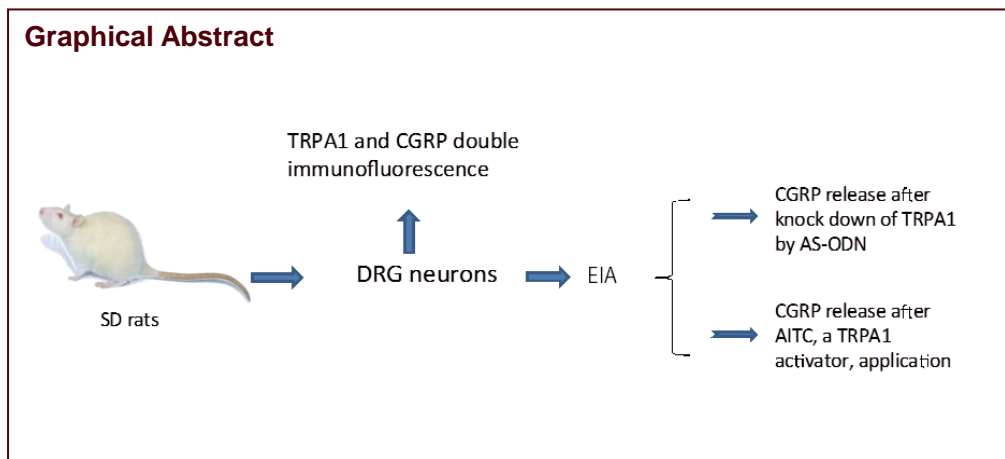 Graphical Abstract
TRPA1 and CGRP double
immunofluorescence
SD rats
DRG neurons
EIA
CGRP release after
knock down of TRPA1
by AS-ODN
CGRP release after
AITC, a TRPA1
activator, application